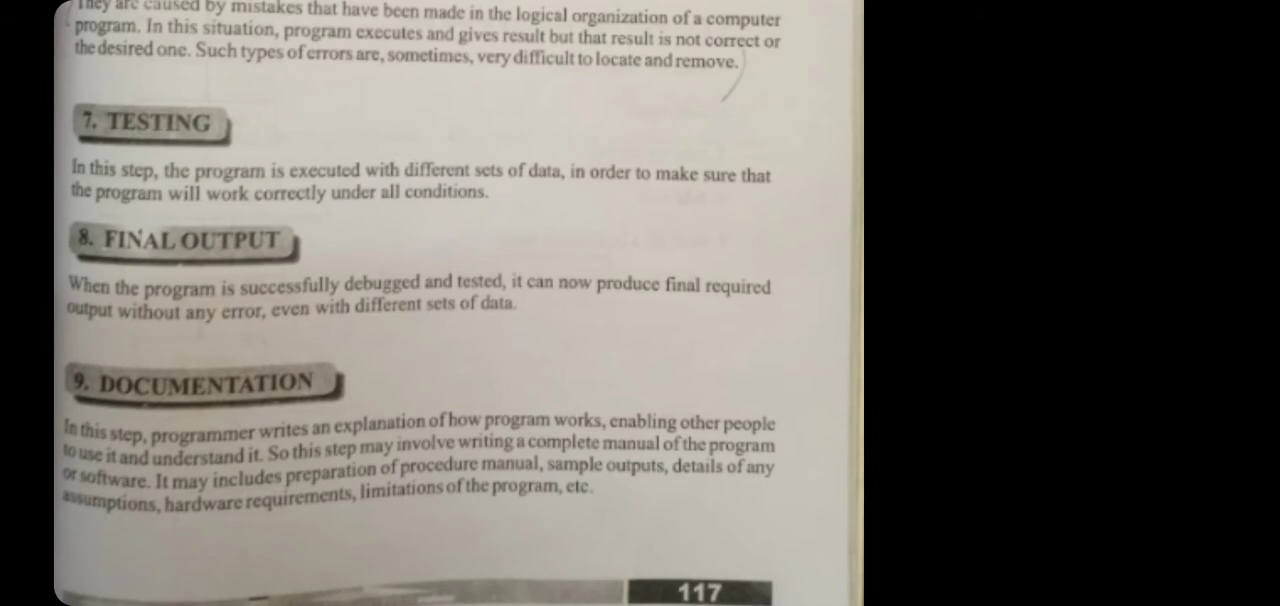 They are caused by mistakes that have been made in the logical organization of a computer
program. In this situation, program executes and gives result but that result is not correct or
the desired one. Such types of errors are, sometimes, very difficult to locate and remove.
7. TESTING
In this step, the program is executed with different sets of data, in order to make sure that
the program will work correctly under all conditions.
8. FINAL OUTPUT
When the program is successfully debugged and tested, it can now produce final required
output without any error, even with different sets of data.
9. DOCUMENTATION
In this step, programmer writes an explanation of how program works, enabling other people
to use it and understand it. So this step may involve writing a complete manual of the program
or software. It may includes preparation of procedure manual, sample outputs, details of any
assumptions, hardware requirements, limitations of the program, etc.
117